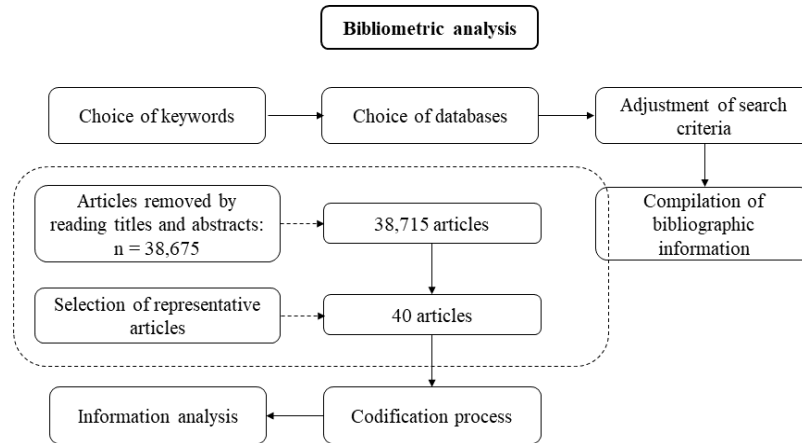 Bibliometric analysis
Choice of keywords
Choice of databases
Adjustment of search
criteria
Compilation of
bibliographic
information
Articles removed by
reading titles and abstracts:
n = 38,675
38,715 articles
Selection of representative
articles
40 articles
Codification process
Information analysis